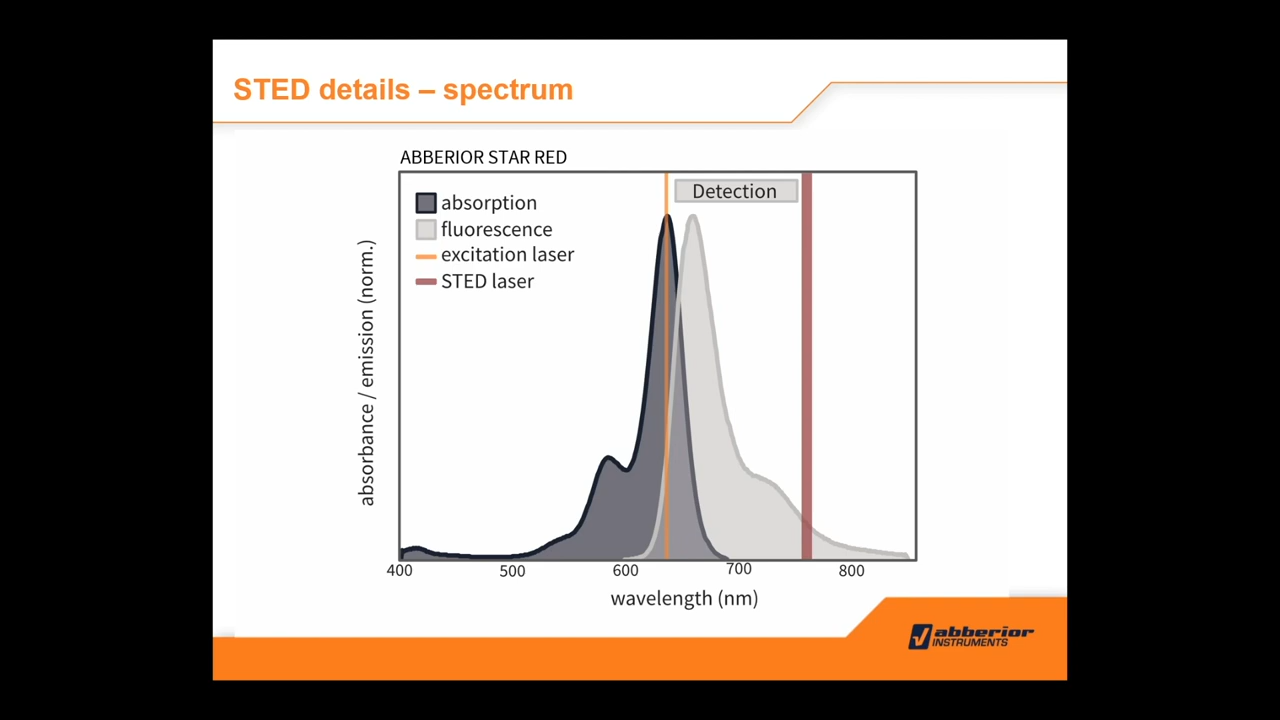 STED details – spectrum
ABBERIOR STAR RED
Detection
absorption
fluorescence
excitation laser
STED laser
absorbance / emission (norm.)
400 500 600 700 800
wavelength (nm)
abberior
INSTRUMENTS